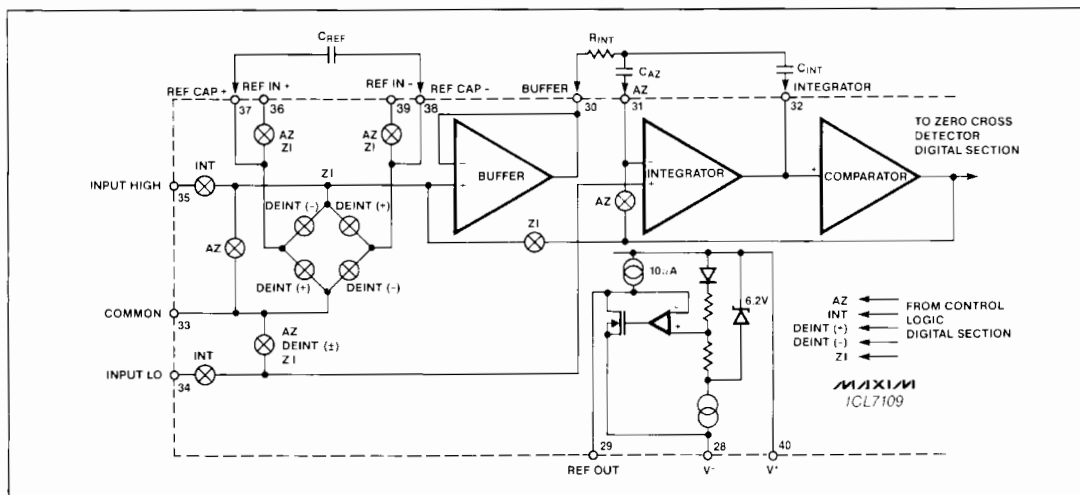 CREF
RINT
CAZ
CINT
REF CAP +
REF IN +
REF IN -
REF CAP -
BUFFER
AZ
INTEGRATOR
37
36
39
38
30
31
32
AZ
ZI
AZ
ZI
TO ZERO CROSS
DETECTOR
DIGITAL SECTION
INT
INPUT HIGH
35
ZI
BUFFER
INTEGRATOR
COMPARATOR
DEINT (-)
DEINT (+)
AZ
AZ
ZI
DEINT (+)
DEINT (-)
10µA
6.2V
COMMON
33
AZ
DEINT (±)
ZI
INT
INPUT LO
34
AZ
INT
DEINT (+)
DEINT (-)
ZI
FROM CONTROL
LOGIC
DIGITAL SECTION
MAXIM
ICL7109
29
28
40
REF OUT
V-
V+